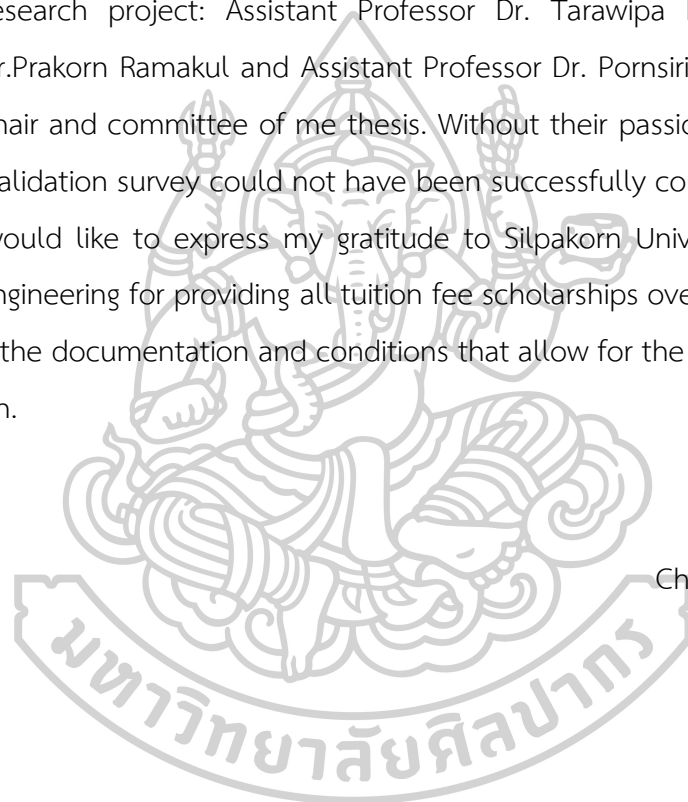 esearch project: Assistant Professor Dr. Tarawipa
r.Prakorn Ramakul and Assistant Professor Dr. Pornsiri
hair and committee of me thesis. Without their passio
alidation survey could not have been successfully co
would like to express my gratitude to Silpakorn Univ
ngineering for providing all tuition fee scholarships ove
the documentation and conditions that allow for the
n.
Ch
มหาวิทยาลัยศิลปากร